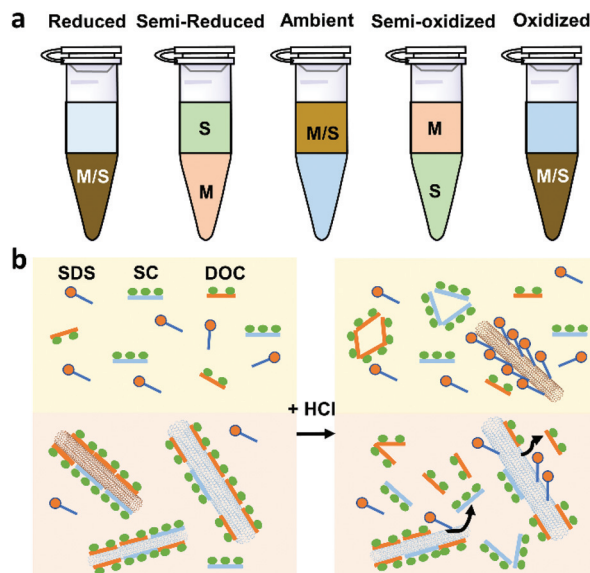 a
Reduced Semi-Reduced Ambient Semi-oxidized Oxidized
M/S S M M/S M S M/S
b
SDS SC DOC
+ HCl